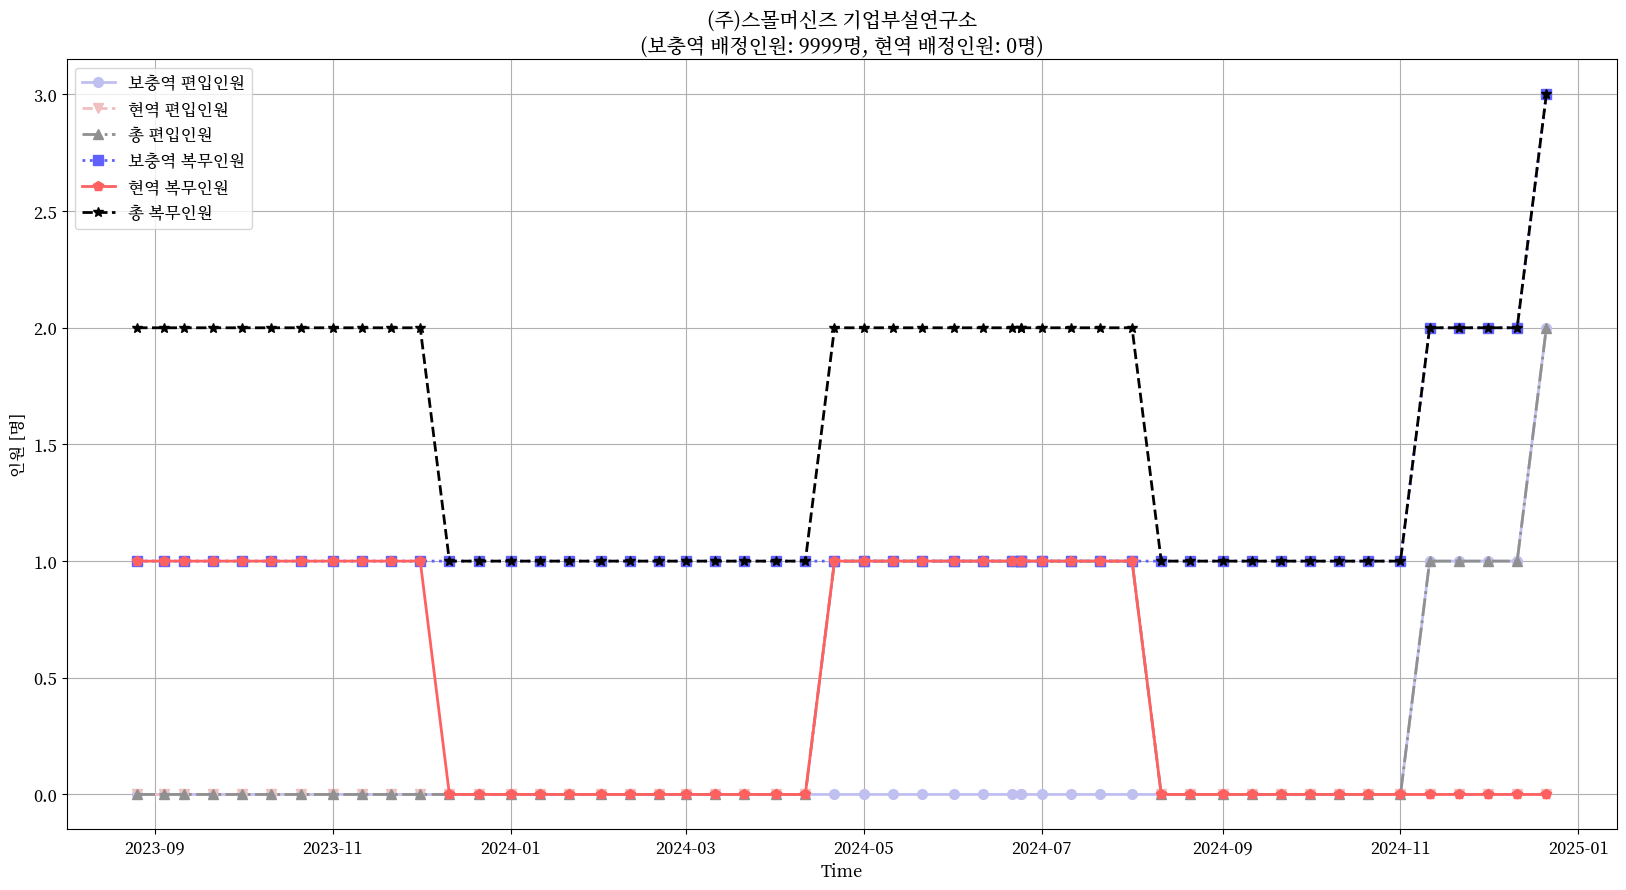 (주)스몰머신즈 기업부설연구소
(보충역 배정인원: 9999명, 현역 배정인원: 0명)
보충역 편입인원
현역 편입인원
총 편입인원
보충역 복무인원
현역 복무인원
총 복무인원
3.0
2.5
2.0
1.5
1.0
0.5
0.0
인원 [명]
2023-09
2023-11
2024-01
2024-03
2024-05
2024-07
2024-09
2024-11
2025-01
Time